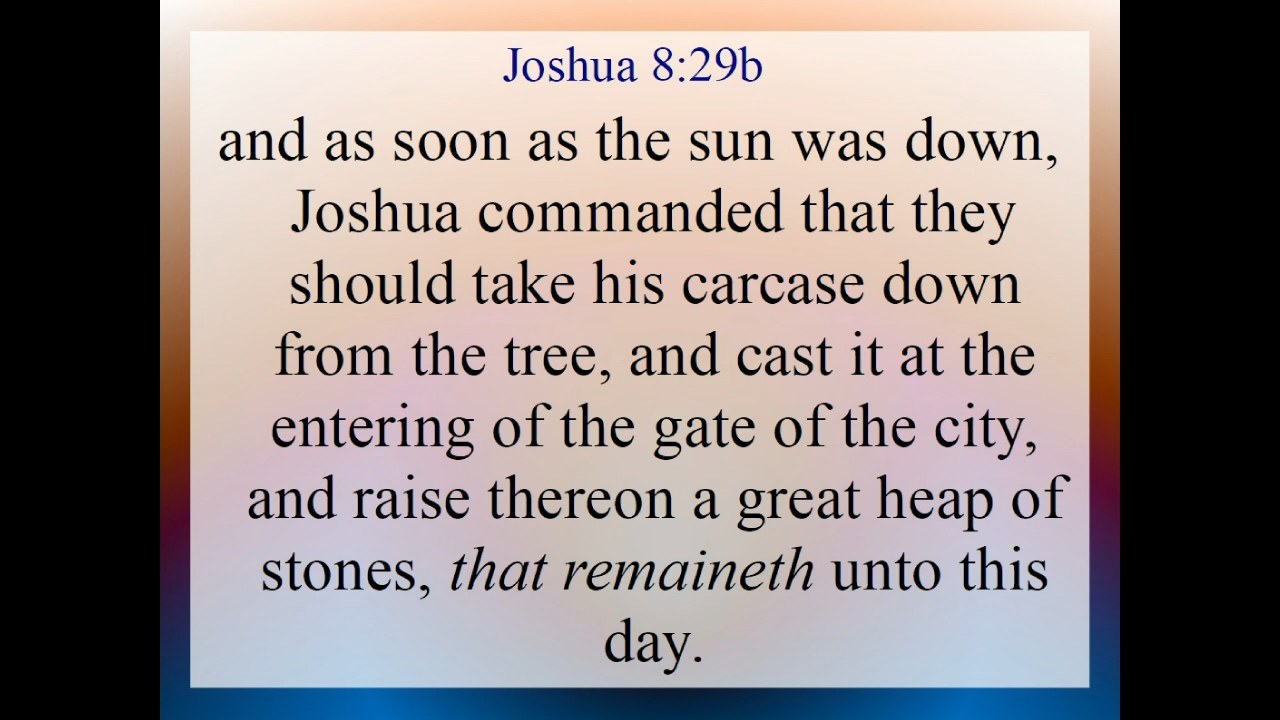 Joshua 8:29b
and as soon as the sun was down,
Joshua commanded that they
should take his carcase down
from the tree, and cast it at the
entering of the gate of the city,
and raise thereon a great heap of
stones, that remaineth unto this
day.